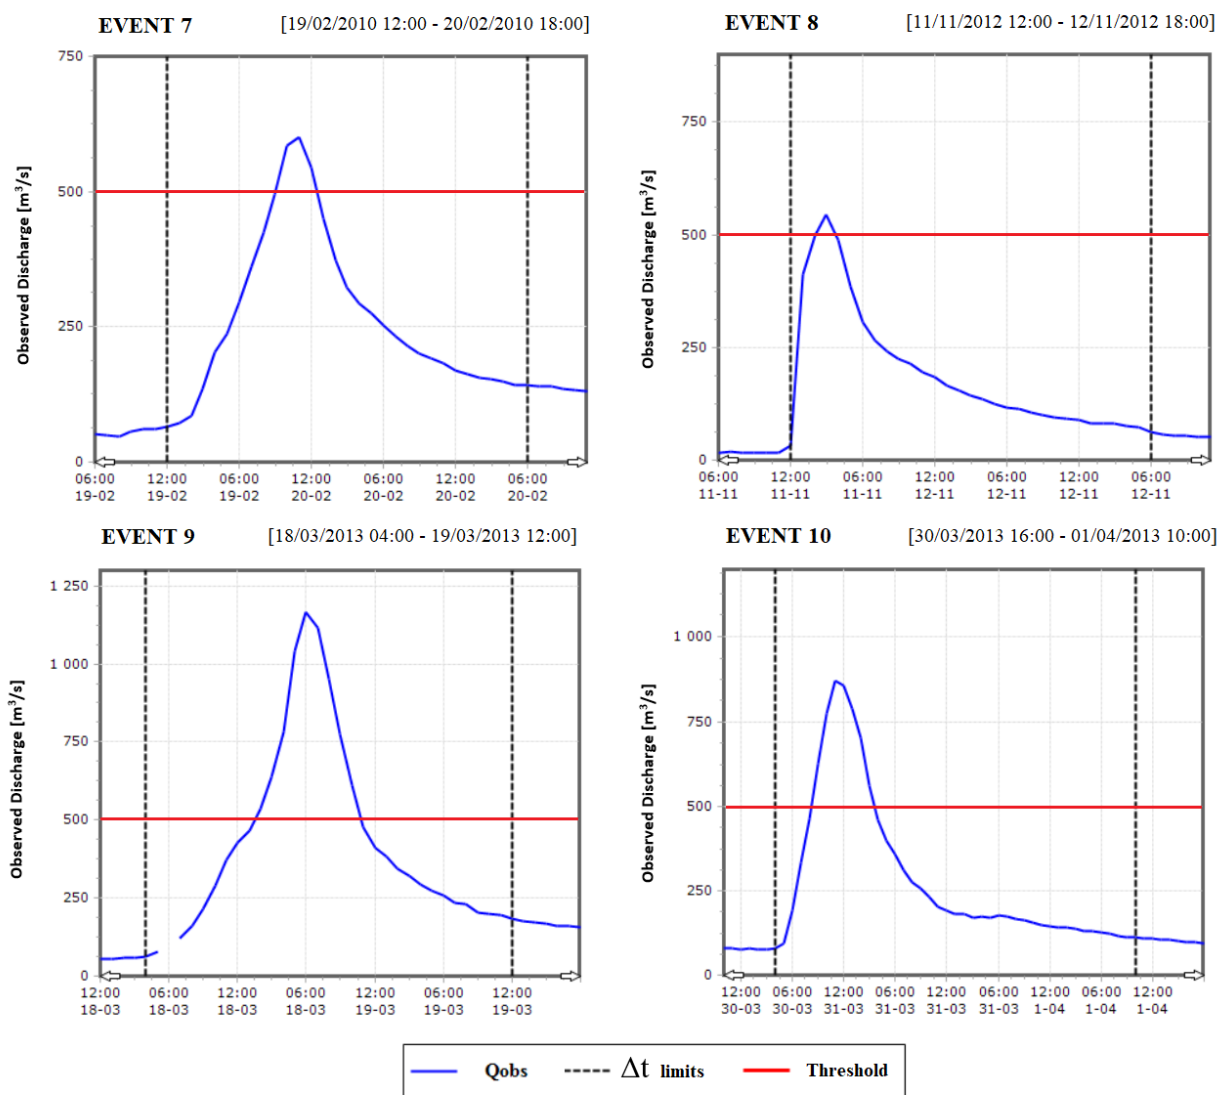 EVENT 7 [19/02/2010 12:00 - 20/02/2010 18:00]
Observed Discharge [m³/s]
750
500
250
0
06:00 12:00 06:00 12:00 06:00 12:00 06:00
19-02 19-02 19-02 20-02 20-02 20-02 20-02
EVENT 8 [11/11/2012 12:00 - 12/11/2012 18:00]
Observed Discharge [m³/s]
750
500
250
0
06:00 12:00 06:00 12:00 06:00 12:00 06:00
11-11 11-11 11-11 12-11 12-11 12-11 12-11
EVENT 9 [18/03/2013 04:00 - 19/03/2013 12:00]
Observed Discharge [m³/s]
1 250
1 000
750
500
250
0
12:00 06:00 12:00 06:00 12:00 06:00 12:00
18-03 18-03 18-03 18-03 19-03 19-03 19-03
EVENT 10 [30/03/2013 16:00 - 01/04/2013 10:00]
Observed Discharge [m³/s]
1 000
750
500
250
0
12:00 06:00 12:00 06:00 12:00 06:00 12:00 06:00 12:00
30-03 30-03 31-03 31-03 31-03 31-03 1-04 1-04 1-04
Qobs Δt limits Threshold